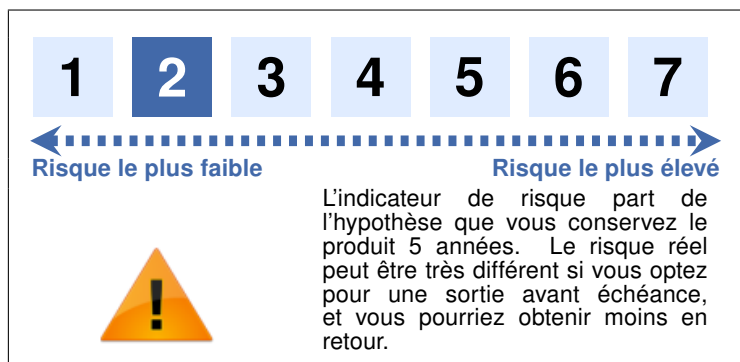 1 2 3 4 5 6 7
Risque le plus faible Risque le plus élevé
L'indicateur de risque part de
l'hypothèse que vous conservez le
produit 5 années. Le risque réel
peut être très différent si vous optez
pour une sortie avant échéance,
et vous pourriez obtenir moins en
retour.